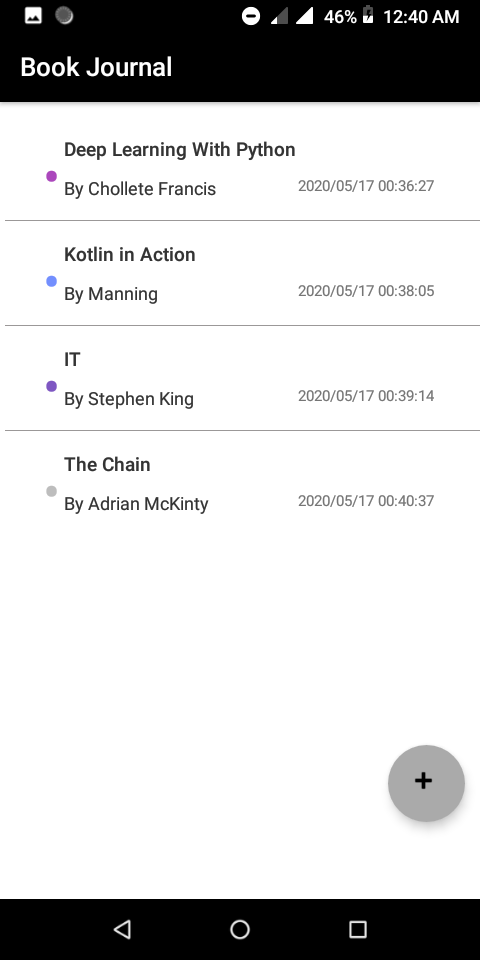 46% 12:40 AM
Book Journal
Deep Learning With Python
By Chollete Francis 2020/05/17 00:36:27
Kotlin in Action
By Manning 2020/05/17 00:38:05
IT
By Stephen King 2020/05/17 00:39:14
The Chain
By Adrian McKinty 2020/05/17 00:40:37
+